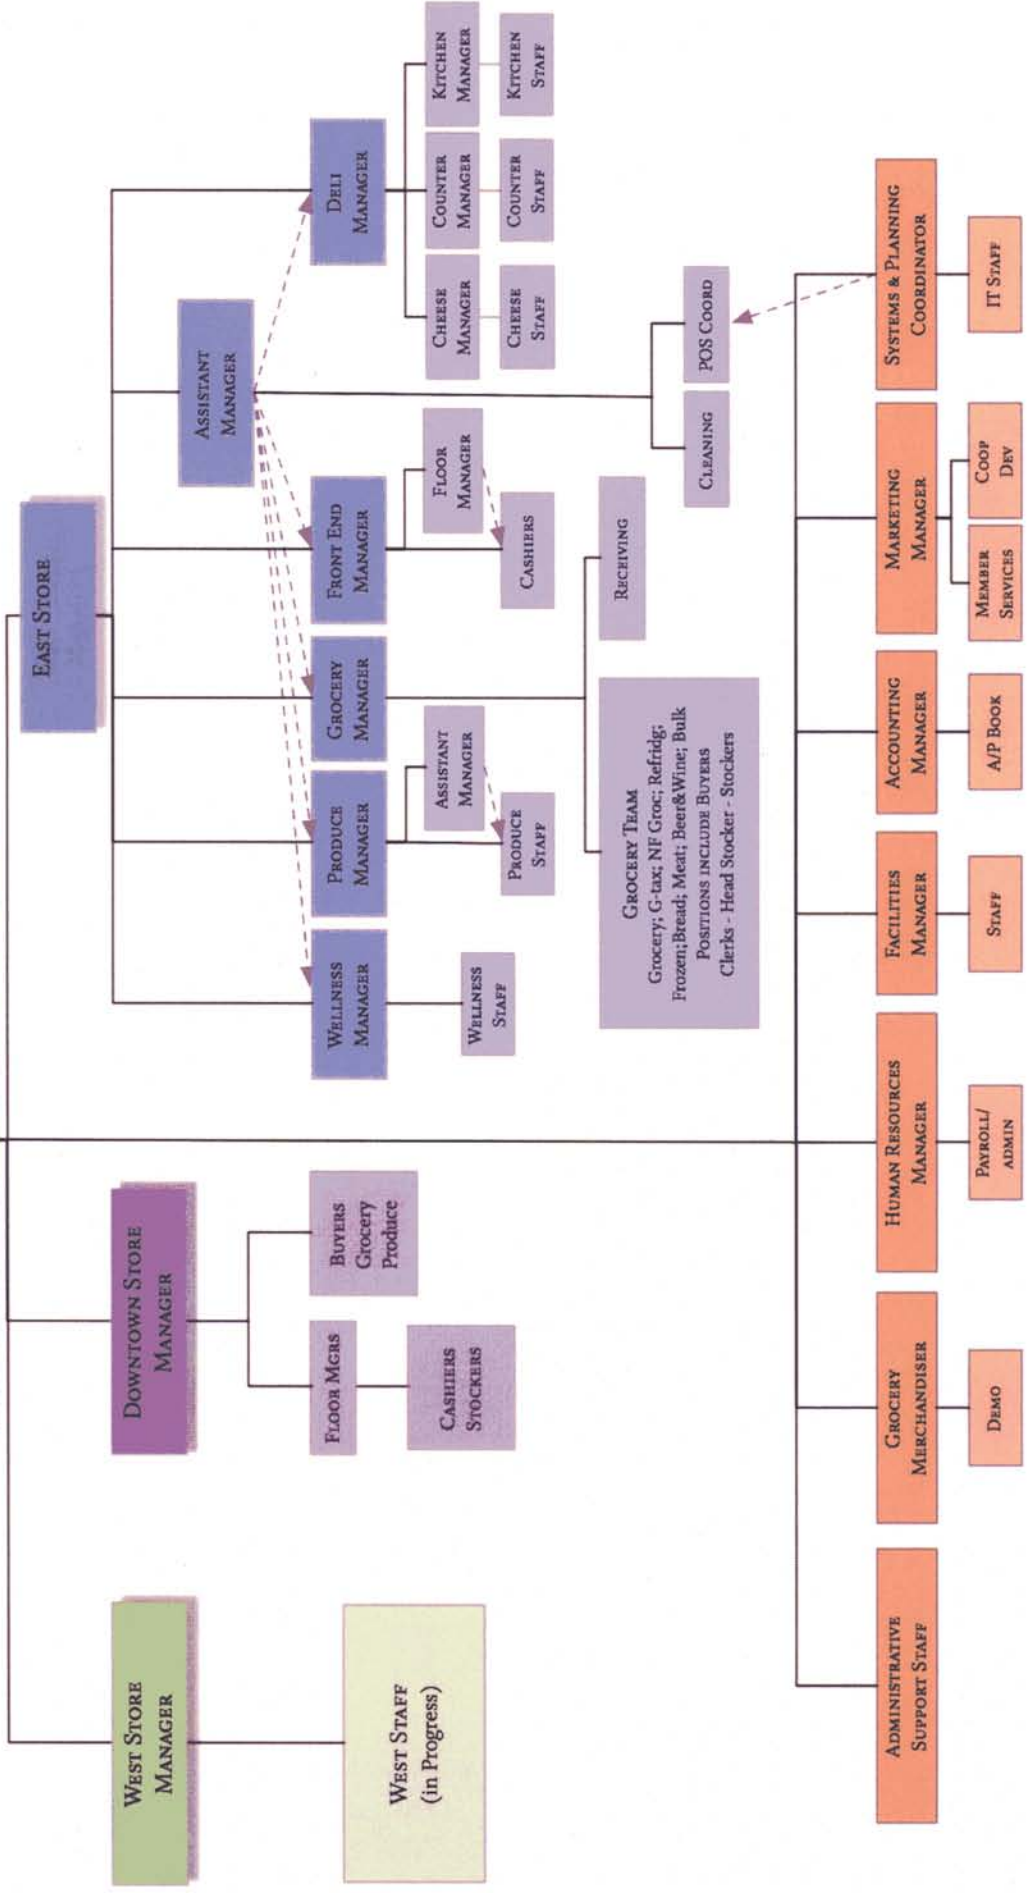 EAST STORE
WEST STORE
MANAGER
DOWNTOWN STORE
MANAGER
ASSISTANT
MANAGER
WEST STAFF
(in Progress)
FLOOR MGRS
BUYERS
Grocery
Produce
CASHIERS
STOCKERS
WELLNESS
MANAGER
PRODUCE
MANAGER
GROCERY
MANAGER
FRONT END
MANAGER
DELI
MANAGER
WELLNESS
STAFF
ASSISTANT
MANAGER
PRODUCE
STAFF
FLOOR
MANAGER
CASHIERS
CHEESE
MANAGER
COUNTER
MANAGER
KITCHEN
MANAGER
CHEESE
STAFF
COUNTER
STAFF
KITCHEN
STAFF
GROCERY TEAM
Grocery; G-tax; NF Groc; Refridg;
Frozen;Bread; Meat; Beer&Wine; Bulk
POSITIONS INCLUDE BUYERS
Clerks - Head Stocker - Stockers
RECEIVING
CLEANING
POS COORD
ADMINISTRATIVE
SUPPORT STAFF
GROCERY
MERCHANDISER
HUMAN RESOURCES
MANAGER
FACILITIES
MANAGER
ACCOUNTING
MANAGER
MARKETING
MANAGER
SYSTEMS & PLANNING
COORDINATOR
DEMO
PAYROLL/
ADMIN
STAFF
A/P BOOK
MEMBER
SERVICES
COOP
DEV
IT STAFF